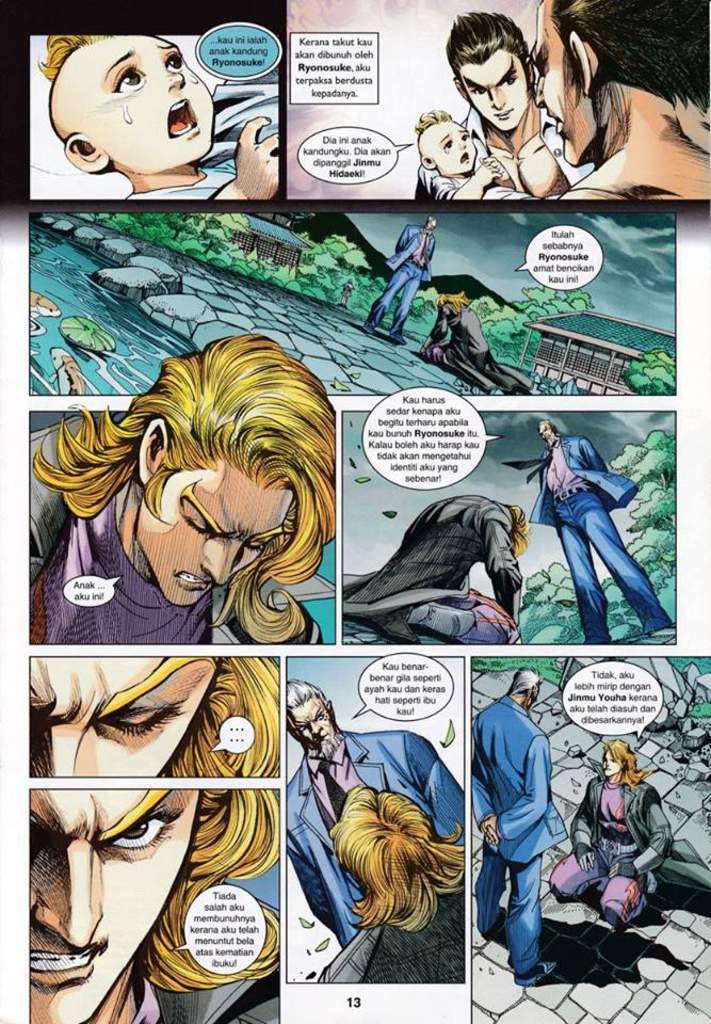 ...kau ini ialah
anak kandung
Ryonosuke!
Kerana takut kau
akan dibunuh oleh
Ryonosuke, aku
terpaksa berdusta
kepadanya.
Dia ini anak
kandungku. Dia akan
dipanggil Jinmu
Hidaeki!
Itulah
sebabnya
Ryonosuke
amat bencikan
kau ini!
Anak ...
aku ini!
Kau harus
sedar kenapa aku
begitu terharu apabila
kau bunuh Ryonosuke itu.
Kalau boleh aku harap kau
tidak akan mengetahui
identiti aku yang
sebenar!
...
...
Tiada
salah aku
membunuhnya
kerana aku telah
menuntut bela
atas kematian
ibuku!
Kau benar-
benar gila seperti
ayah kau dan keras
hati seperti ibu
kau!
Tidak, aku
lebih mirip dengan
Jinmu Youha kerana
aku telah diasuh dan
dibesarkannya!
13